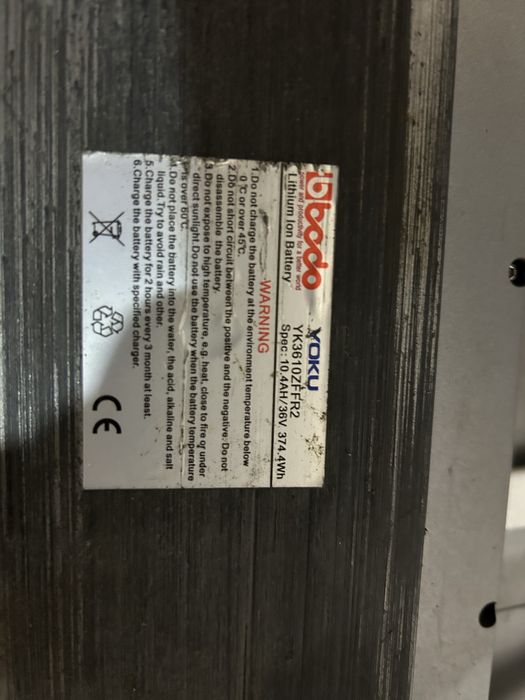 bodo
power and productivity for a better world
Lithium Ion Battery
YOKU
YK3610ZFFR2
Spec: 10.4AH/36V 374.4Wh
WARNING
1.Do not charge the battery at the environment temperature below
0℃ or over 45℃.
2.Do not short circuit between the positive and the negative. Do not
disassemble the battery.
3.Do not expose to high temperature, e.g. heat, close to fire or under
direct sunlight.Do not use the battery when the battery temperature
is over 60℃.
4.Do not place the battery into the water, the acid, alkaline and salt
liquid.Try to avoid rain and other.
5.Charge the battery for 2 hours every 3 month at least.
6.Charge the battery with specified charger.
CE